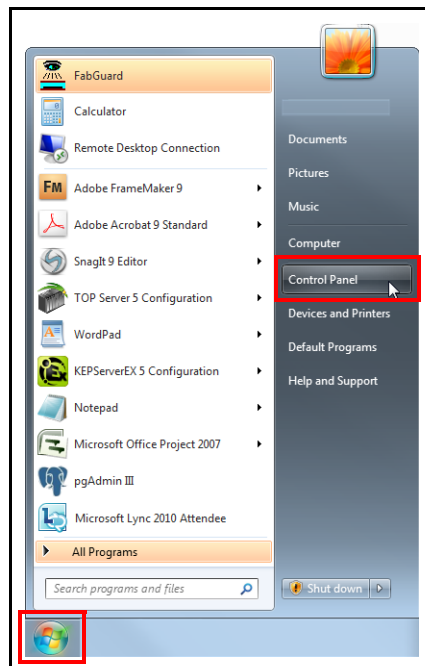 FabGuard
Calculator
Remote Desktop Connection
FM Adobe FrameMaker 9
Adobe Acrobat 9 Standard
SnagIt 9 Editor
TOP Server 5 Configuration
WordPad
KEPServerEX 5 Configuration
Notepad
Microsoft Office Project 2007
pgAdmin III
Microsoft Lync 2010 Attendee
All Programs
Search programs and files
Documents
Pictures
Music
Computer
Control Panel
Devices and Printers
Default Programs
Help and Support
Shut down